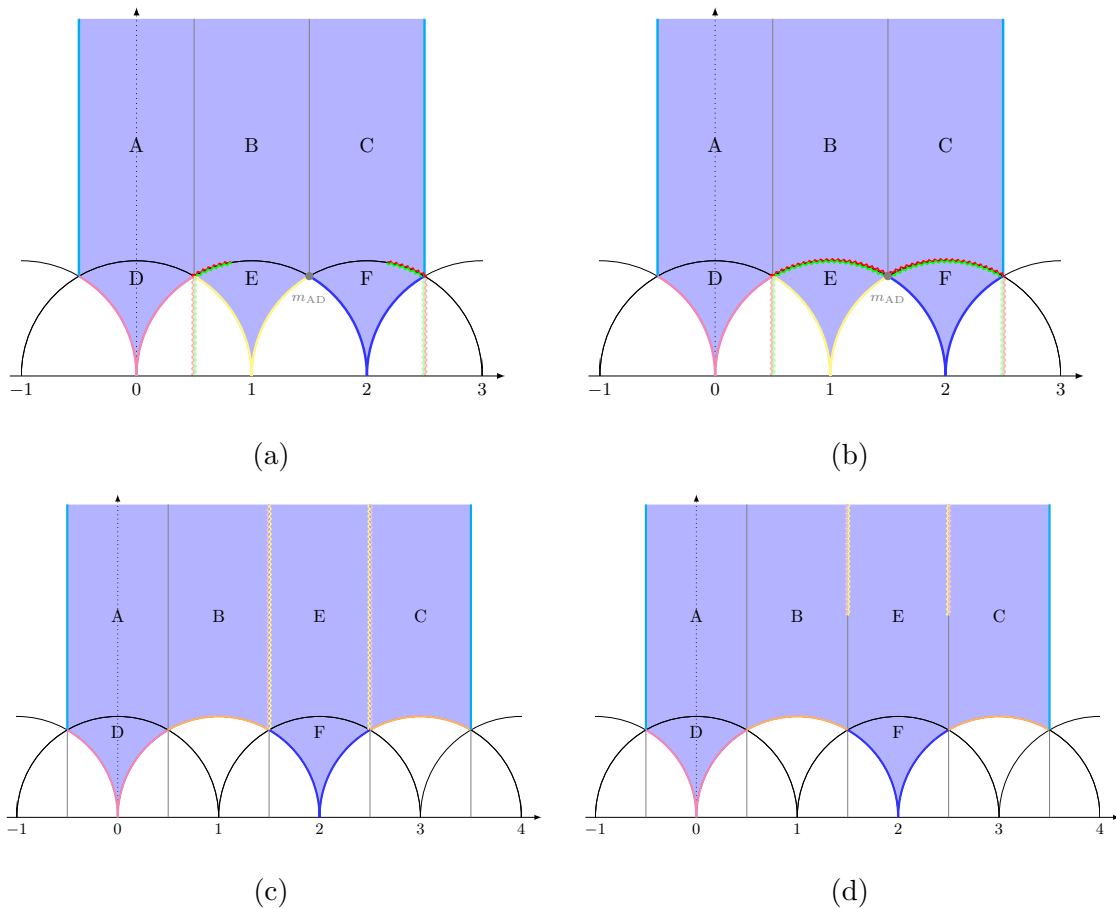 A B C A B C
D E F D E F
m_AD m_AD
−1 0 1 2 3 −1 0 1 2 3
(a) (b)
A B E C A B E C
D F D F
−1 0 1 2 3 4 −1 0 1 2 3 4
(c) (d)